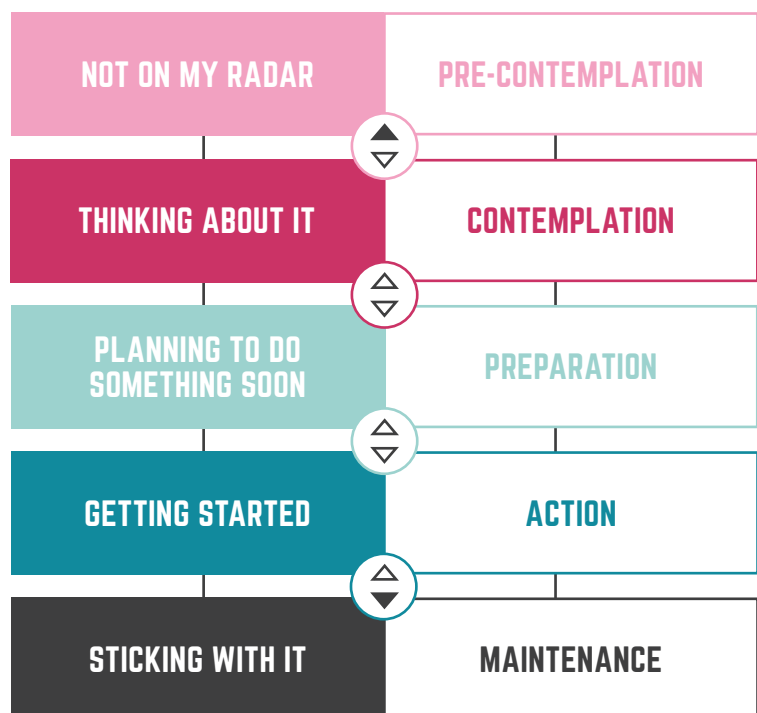 NOT ON MY RADAR
PRE-CONTEMPLATION
THINKING ABOUT IT
CONTEMPLATION
PLANNING TO DO
SOMETHING SOON
PREPARATION
GETTING STARTED
ACTION
STICKING WITH IT
MAINTENANCE